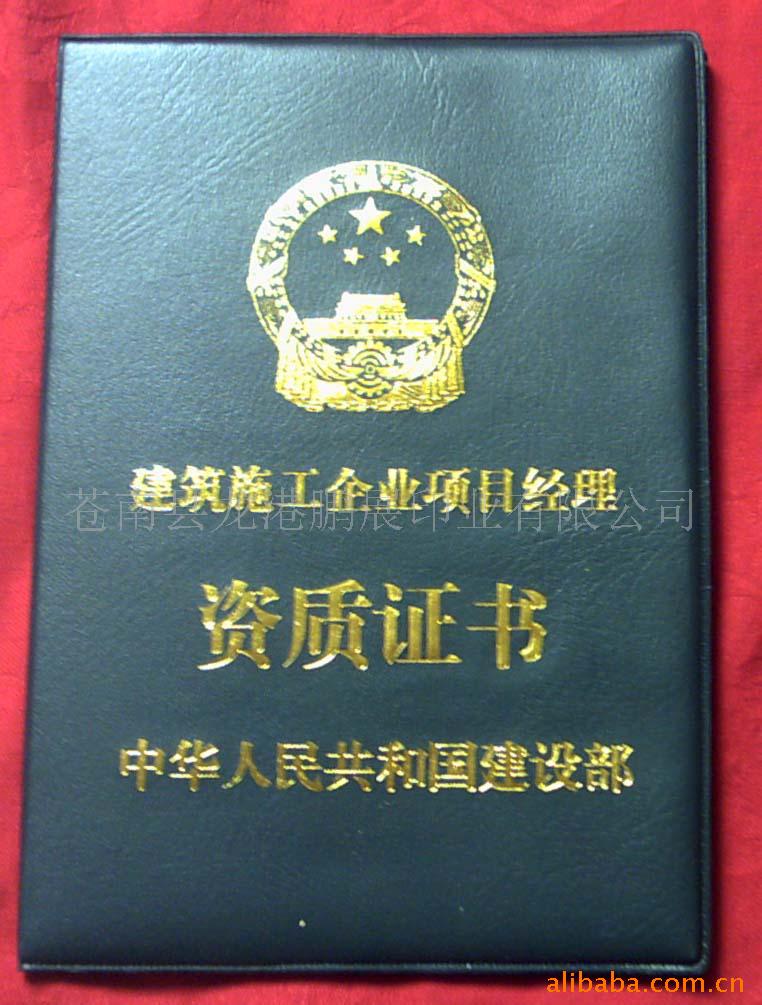 建筑施工企业项目经理
苍南县龙港鹏展印业有限公司
资质证书
中华人民共和国建设部
alibaba.com.cn